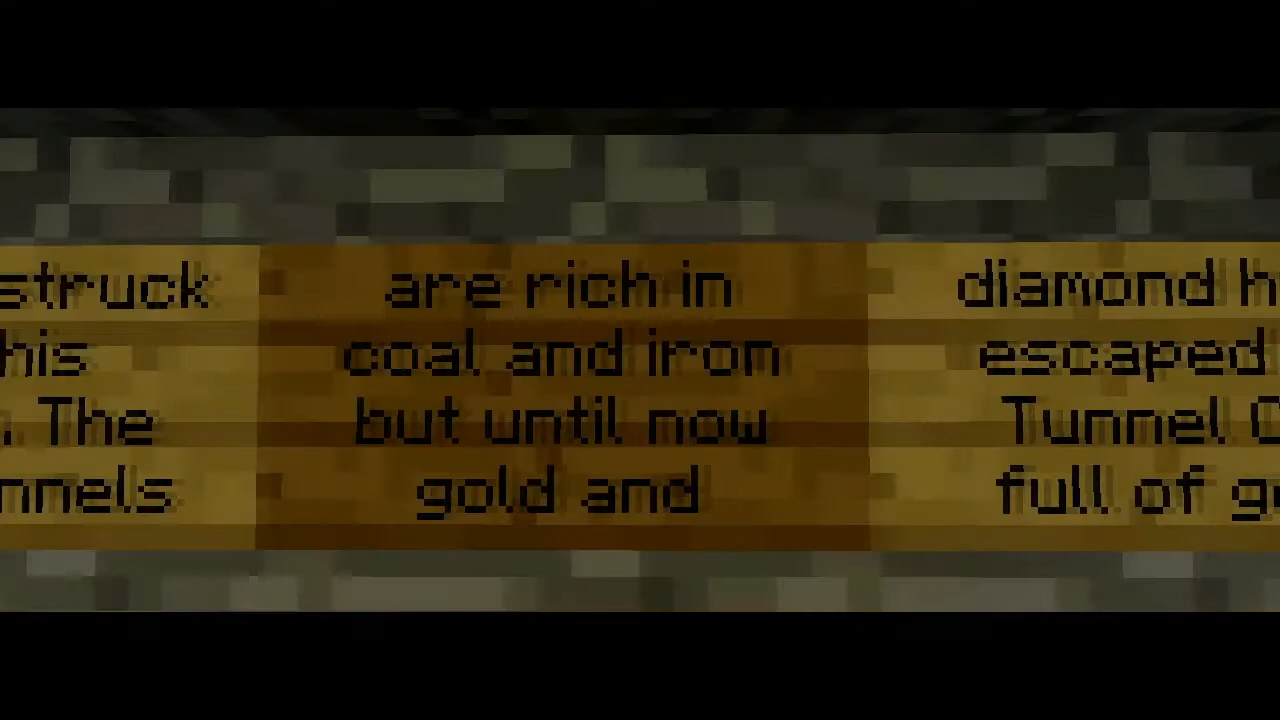 struck
his
. The
nnels
are rich in
coal and iron
but until now
gold and
diamond h
escaped
Tunnel
full of g